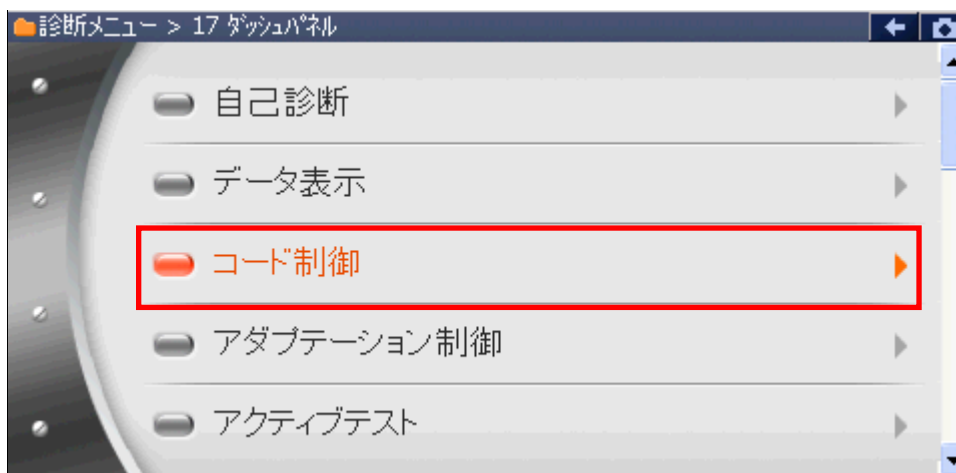 診断メニュー > 17 ダッシュパネル
自己診断
データ表示
コード制御
アダプテーション制御
アクティブテスト